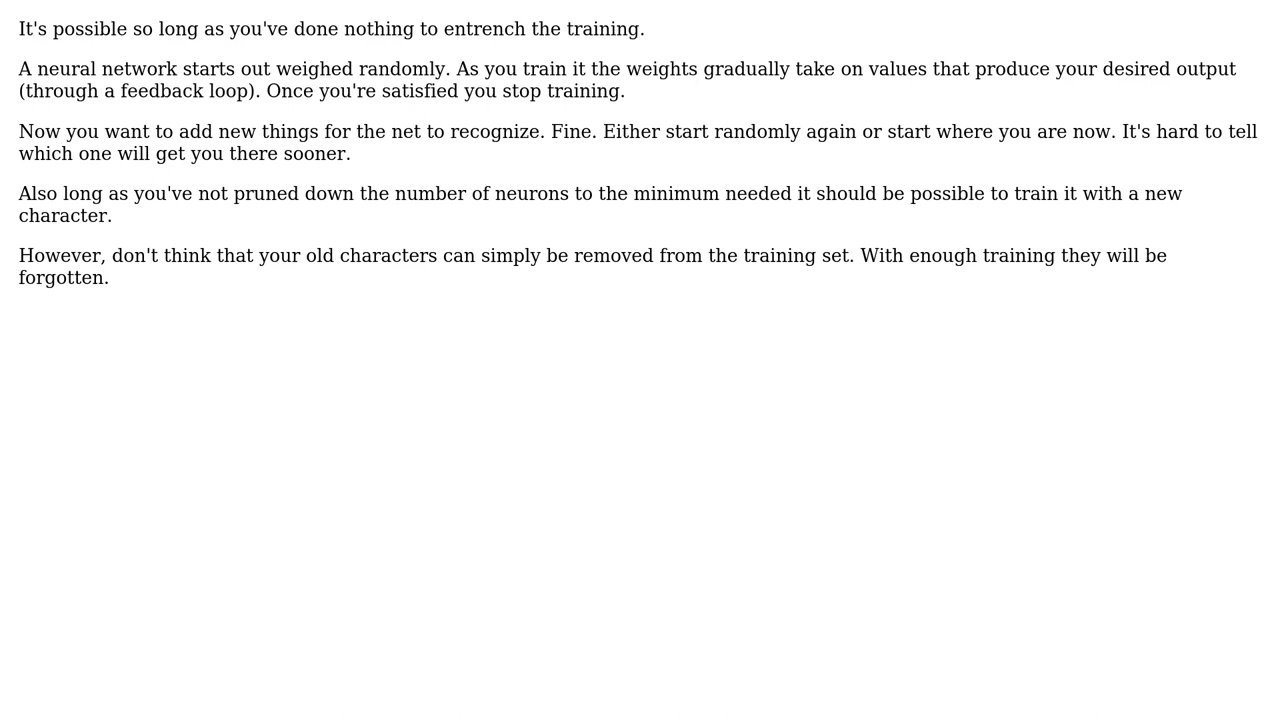 It's possible so long as you've done nothing to entrench the training.
A neural network starts out weighed randomly. As you train it the weights gradually take on values that produce your desired output
(through a feedback loop). Once you're satisfied you stop training.
Now you want to add new things for the net to recognize. Fine. Either start randomly again or start where you are now. It's hard to tell
which one will get you there sooner.
Also long as you've not pruned down the number of neurons to the minimum needed it should be possible to train it with a new
character.
However, don't think that your old characters can simply be removed from the training set. With enough training they will be
forgotten.